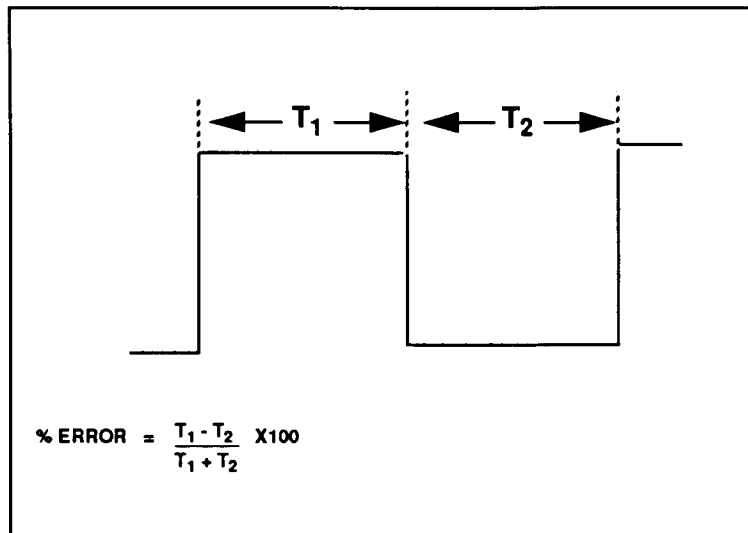 T₁ T₂
% ERROR = T₁ - T₂ X100
T₁ + T₂